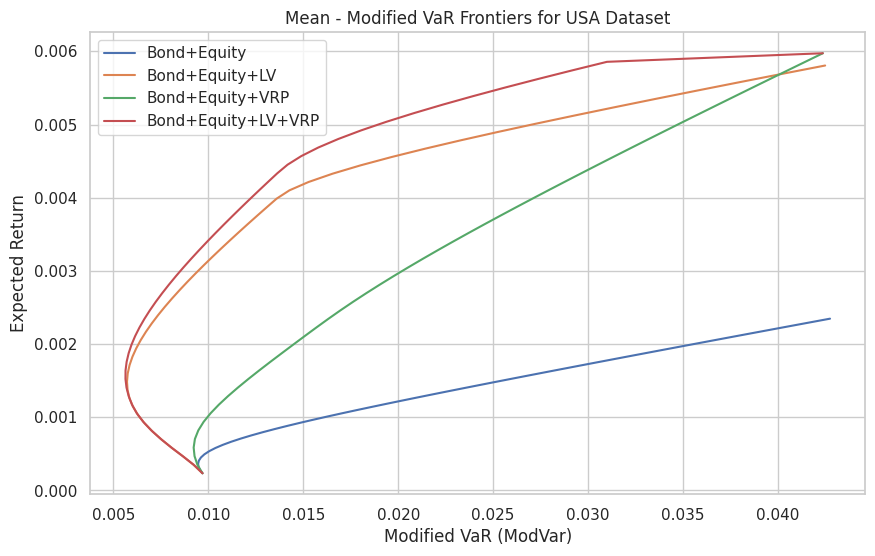 Mean - Modified VaR Frontiers for USA Dataset
Bond+Equity
Bond+Equity+LV
Bond+Equity+VRP
Bond+Equity+LV+VRP
Expected Return
0.006
0.005
0.004
0.003
0.002
0.001
0.000
0.005 0.010 0.015 0.020 0.025 0.030 0.035 0.040
Modified VaR (ModVar)